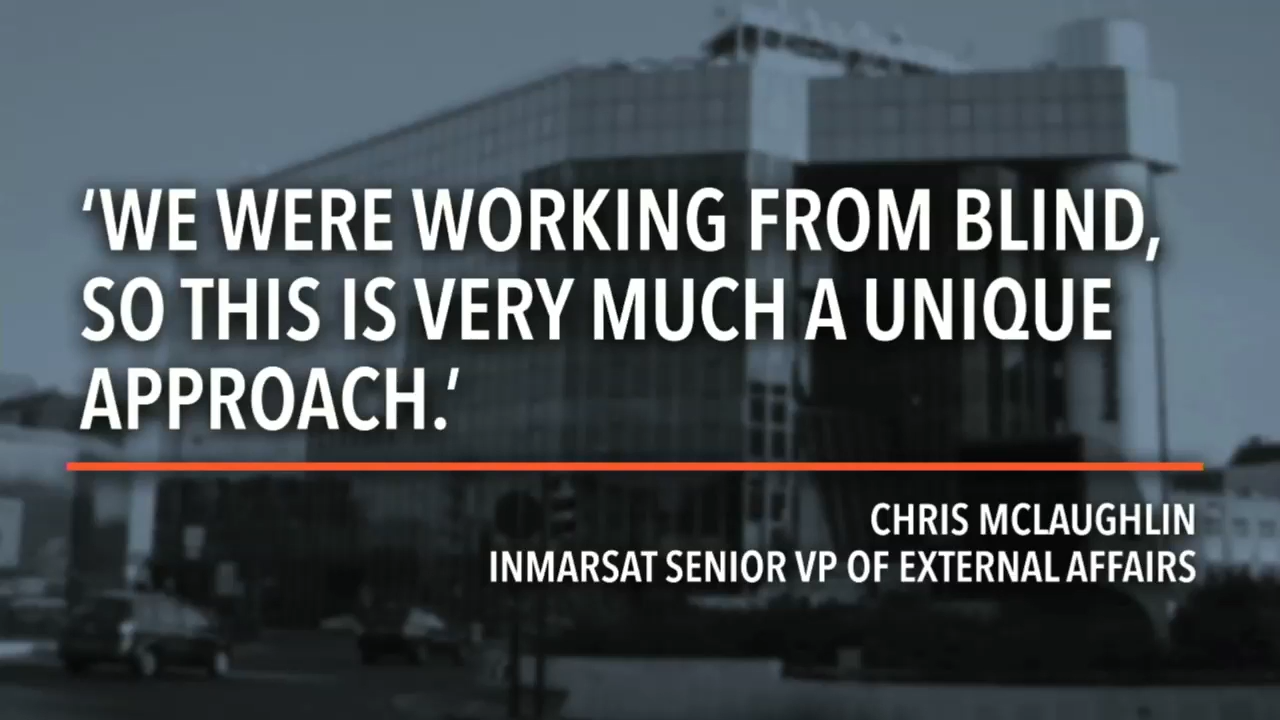 ‘WE WERE WORKING FROM BLIND,
SO THIS IS VERY MUCH A UNIQUE
APPROACH.’
CHRIS MCLAUGHLIN
INMARSAT SENIOR VP OF EXTERNAL AFFAIRS